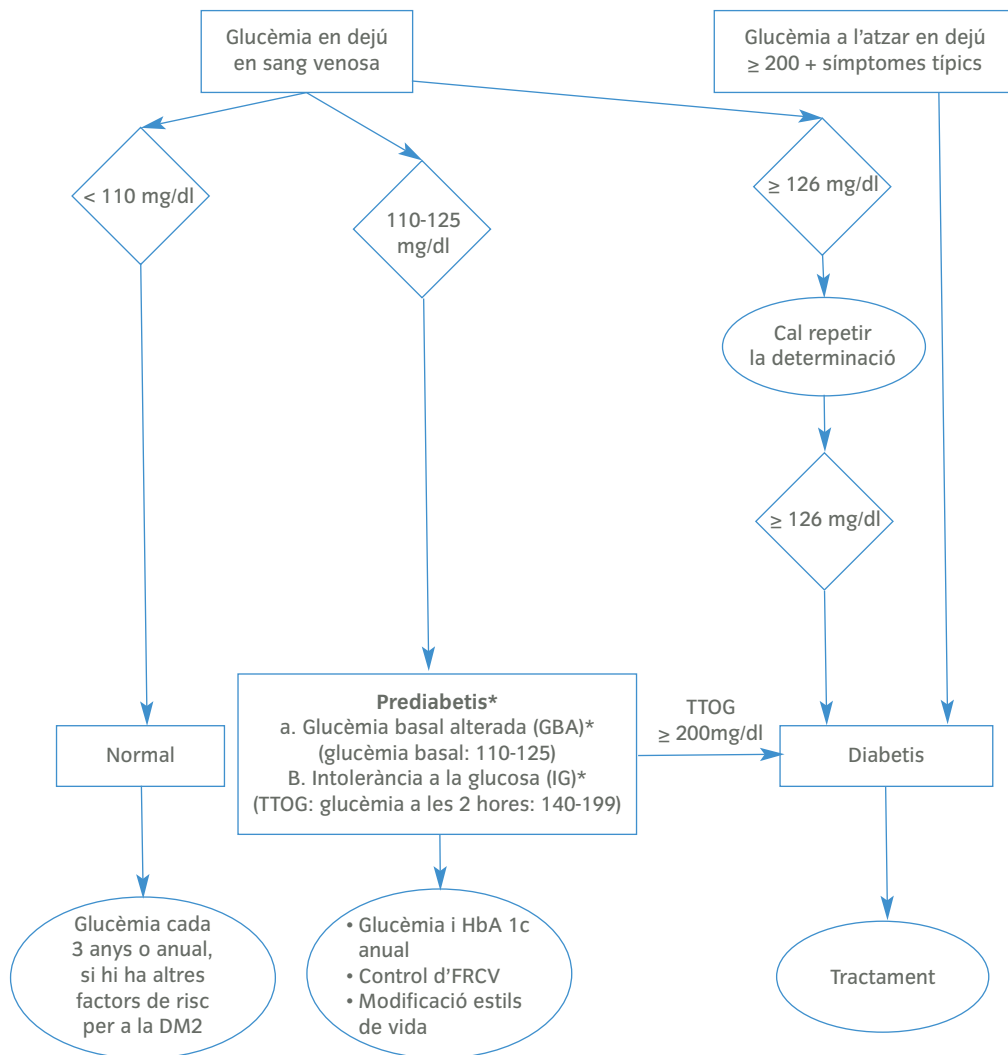 Glucèmia en dejú
en sang venosa
Glucèmia a l’atzar en dejú
≥ 200 + símptomes típics
< 110 mg/dl
110-125
mg/dl
≥ 126 mg/dl
Cal repetir
la determinació
≥ 126 mg/dl
Prediabetis*
a. Glucèmia basal alterada (GBA)*
(glucèmia basal: 110-125)
B. Intolerància a la glucosa (IG)*
(TTOG: glucèmia a les 2 hores: 140-199)
TTOG
≥ 200mg/dl
Normal
Diabetis
Glucèmia cada
3 anys o anual,
si hi ha altres
factors de risc
per a la DM2
• Glucèmia i HbA 1c
anual
• Control d’FRCV
• Modificació estils
de vida
Tractament